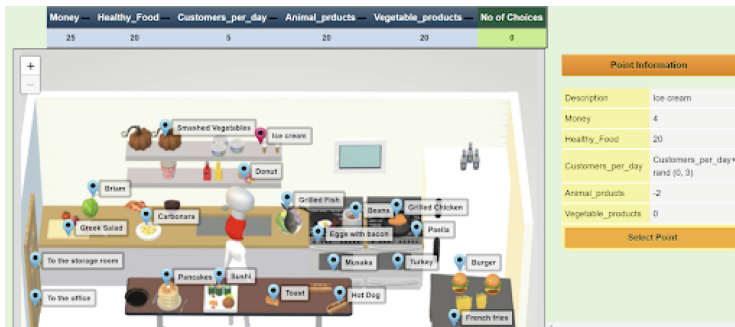 Money Healthy_Food Customers_per_day Animal_prducts Vegetable_products No of Choices
25 20 5 20 20 0
+
−
Point Information
Description Ice cream
Money 4
Healthy_Food 20
Customers_per_day Customers_per_day+
rand (0, 3)
Animal_prducts -2
Vegetable_products 0
Select Point
Smashed Vegetables
Ice cream
Donut
Brium
Grilled Fish
Beans
Grilled Chicken
Carbonara
Greek Salad
Eggs with bacon
Paella
To the storage room
Musaka
Turkey
Burger
Pancakes
Sushi
To the office
Toast
Hot Dog
French fries